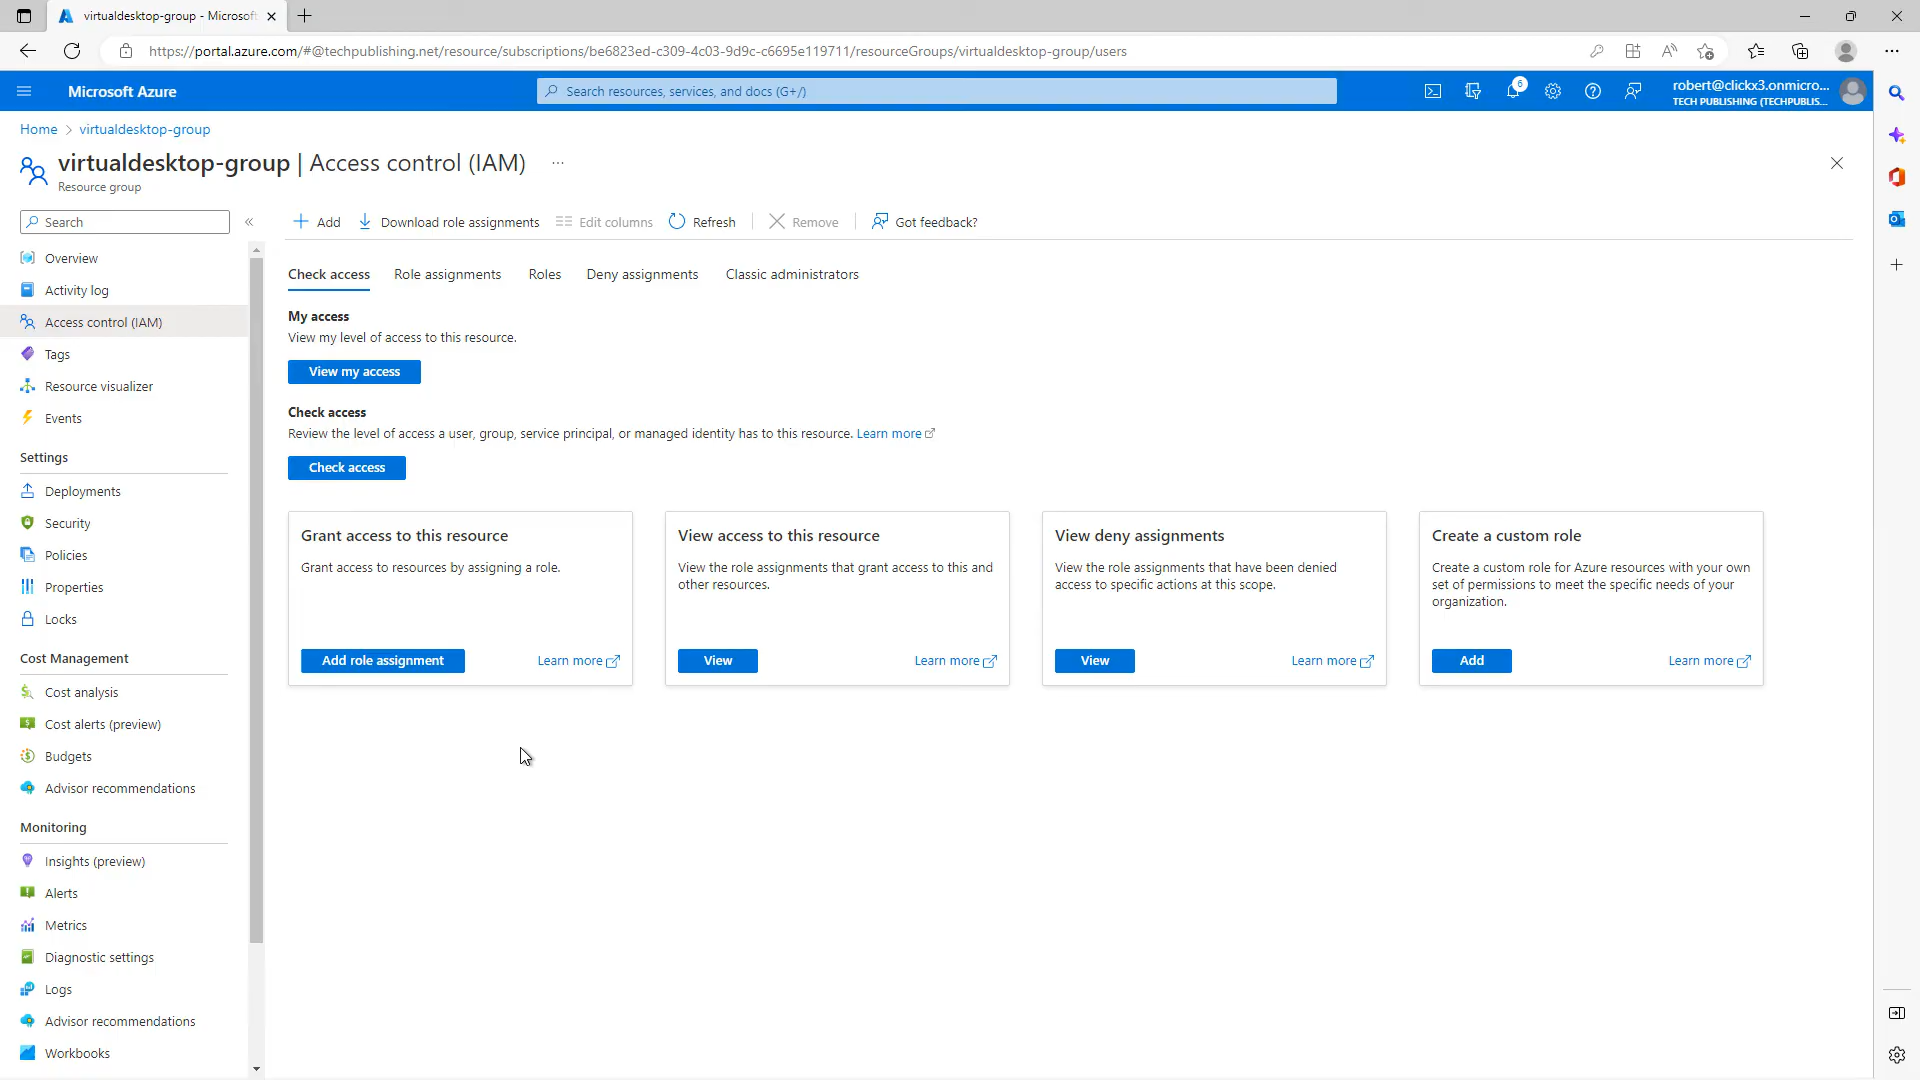 virtualdesktop-group - Microsoft
https://portal.azure.com/#@techpublishing.net/resource/subscriptions/be6823ed-c309-4c03-9d9c-c6695e119711/resourceGroups/virtualdesktop-group/users
Microsoft Azure
Search resources, services, and docs (G+/)
6
robert@clickx3.onmicro...
TECH PUBLISHING (TECHPUBLIS...
Home > virtualdesktop-group
virtualdesktop-group | Access control (IAM) ...
Resource group
Search
Add
Download role assignments
Edit columns
Refresh
Remove
Got feedback?
Overview
Activity log
Access control (IAM)
Tags
Resource visualizer
Events
Settings
Deployments
Security
Policies
Properties
Locks
Cost Management
Cost analysis
Cost alerts (preview)
Budgets
Advisor recommendations
Monitoring
Insights (preview)
Alerts
Metrics
Diagnostic settings
Logs
Advisor recommendations
Workbooks
Check access
Role assignments
Roles
Deny assignments
Classic administrators
My access
View my level of access to this resource.
View my access
Check access
Review the level of access a user, group, service principal, or managed identity has to this resource. Learn more
Check access
Grant access to this resource
Grant access to resources by assigning a role.
Add role assignment
Learn more
View access to this resource
View the role assignments that grant access to this and
other resources.
View
Learn more
View deny assignments
View the role assignments that have been denied
access to specific actions at this scope.
View
Learn more
Create a custom role
Create a custom role for Azure resources with your own
set of permissions to meet the specific needs of your
organization.
Add
Learn more